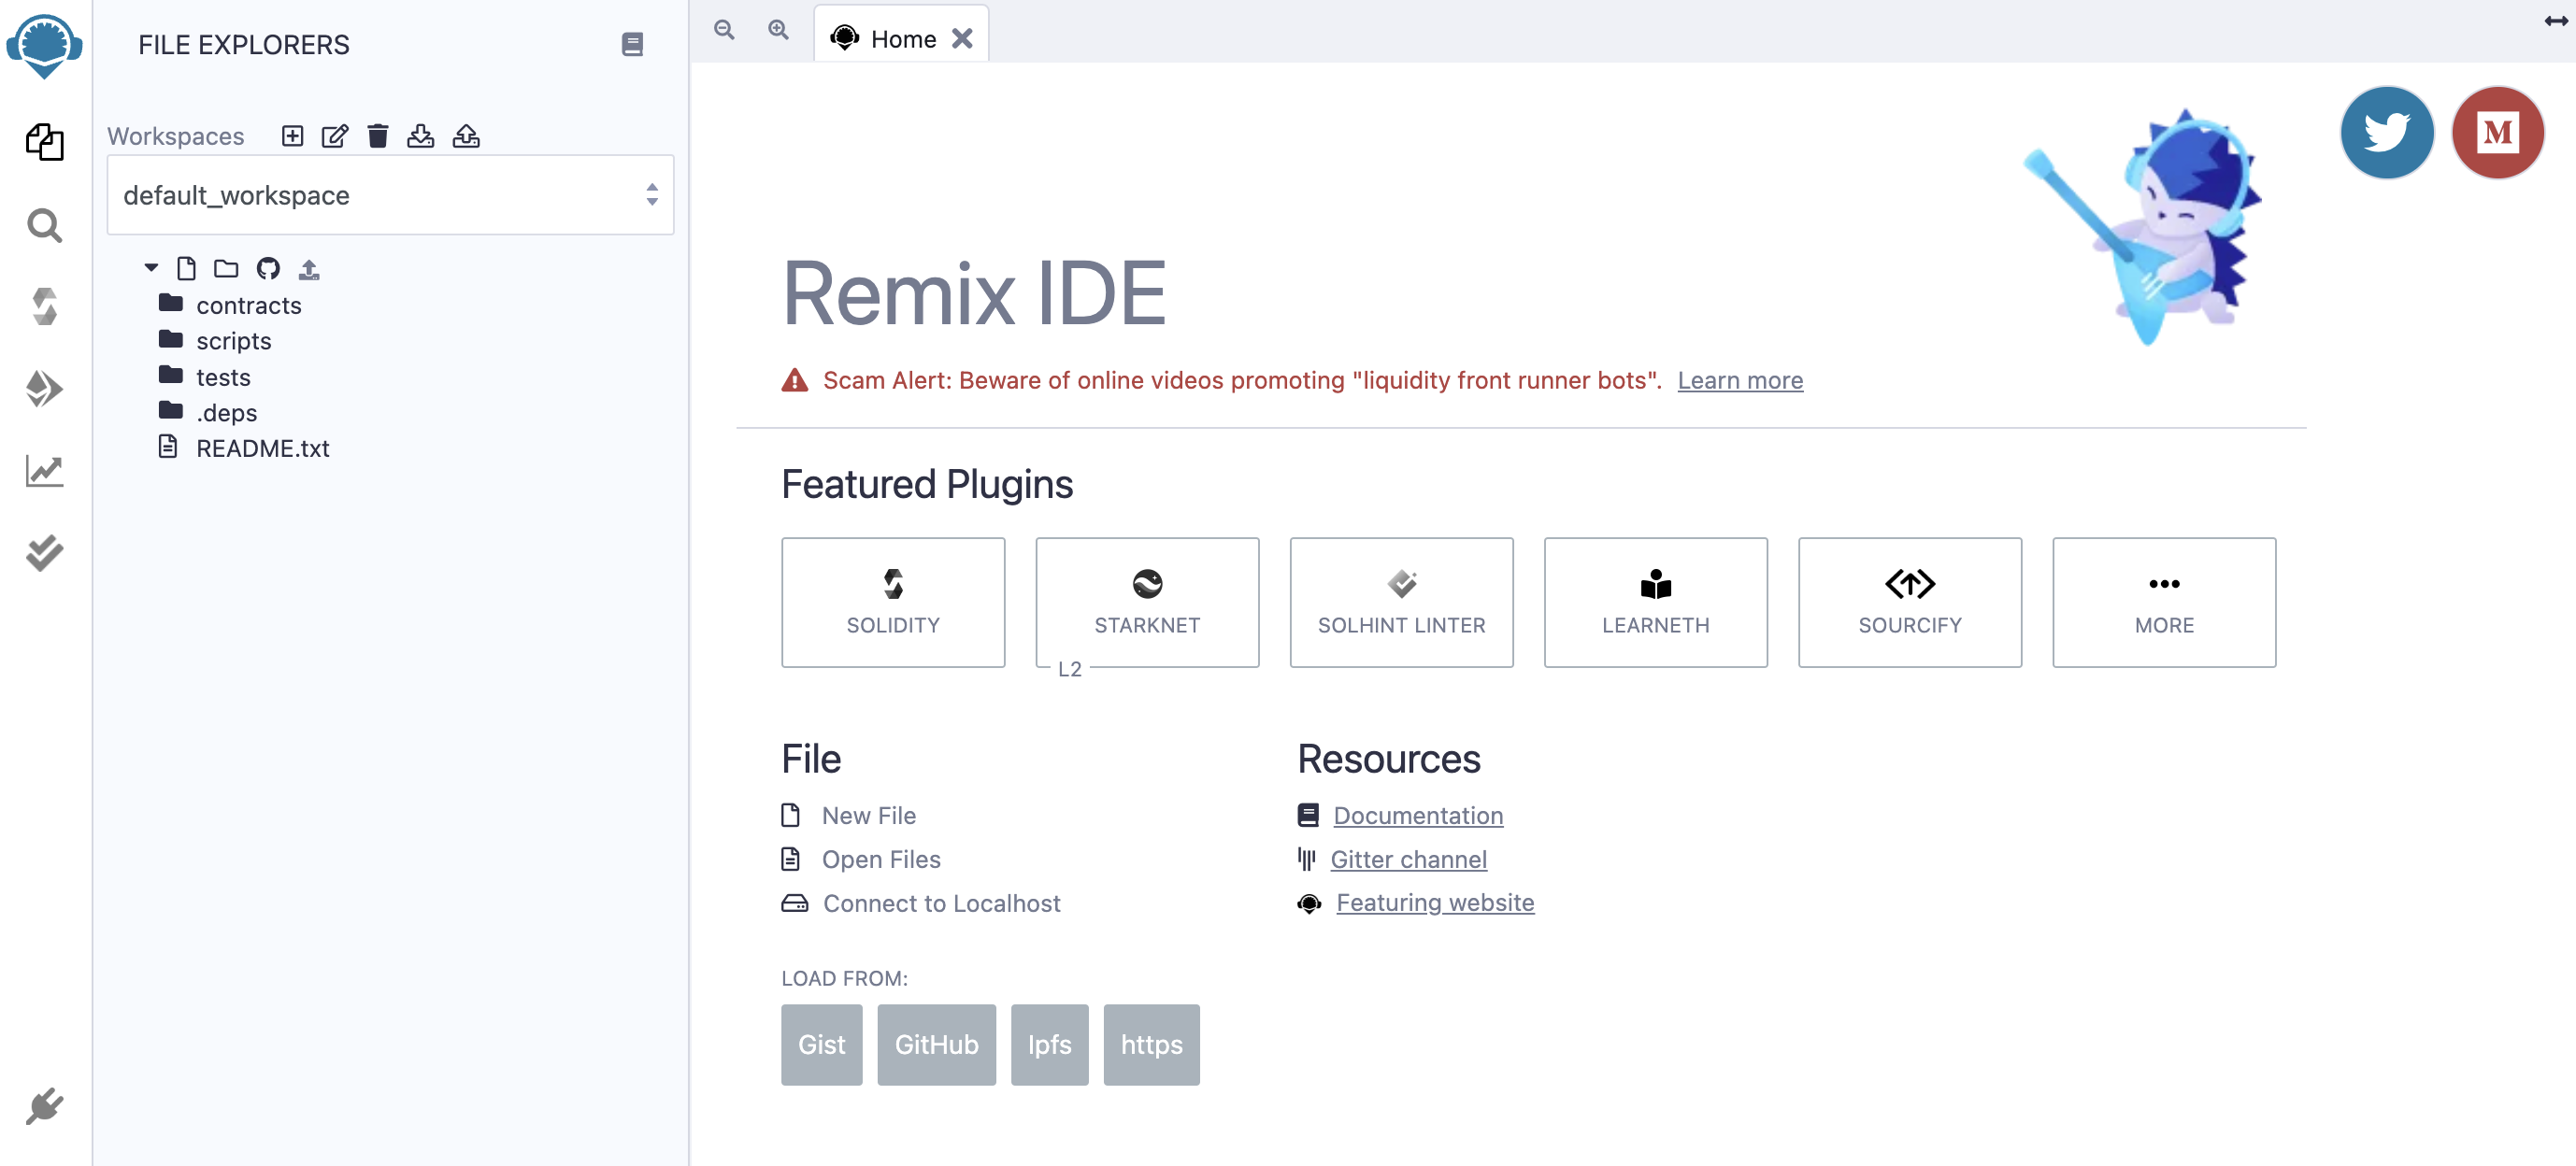 FILE EXPLORERS
Workspaces
default_workspace
contracts
scripts
tests
.deps
README.txt
Home
Remix IDE
Scam Alert: Beware of online videos promoting "liquidity front runner bots". Learn more
M
Featured Plugins
SOLIDITY
STARKNET
L2
SOLHINT LINTER
LEARNETH
SOURCIFY
MORE
File
New File
Open Files
Connect to Localhost
LOAD FROM:
Gist
GitHub
Ipfs
https
Resources
Documentation
Gitter channel
Featuring website